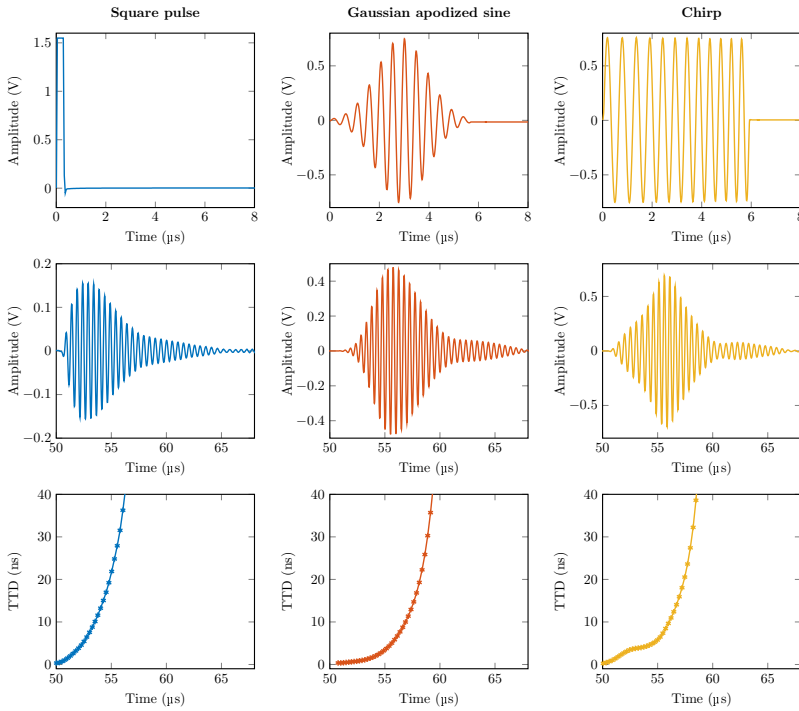 Square pulse
Gaussian apodized sine
Chirp
1.5
1
0.5
0
Amplitude (V)
0 2 4 6 8
Time (µs)
0.5
0
−0.5
Amplitude (V)
0 2 4 6 8
Time (µs)
0.5
0
−0.5
Amplitude (V)
0 2 4 6 8
Time (µs)
0.2
0.1
0
−0.1
−0.2
Amplitude (V)
50 55 60 65
Time (µs)
0.4
0.2
0
−0.2
−0.4
Amplitude (V)
50 55 60 65
Time (µs)
0.5
0
−0.5
Amplitude (V)
50 55 60 65
Time (µs)
40
30
20
10
0
TTD (ns)
50 55 60 65
Time (µs)
40
30
20
10
0
TTD (ns)
50 55 60 65
Time (µs)
40
30
20
10
0
TTD (ns)
50 55 60 65
Time (µs)